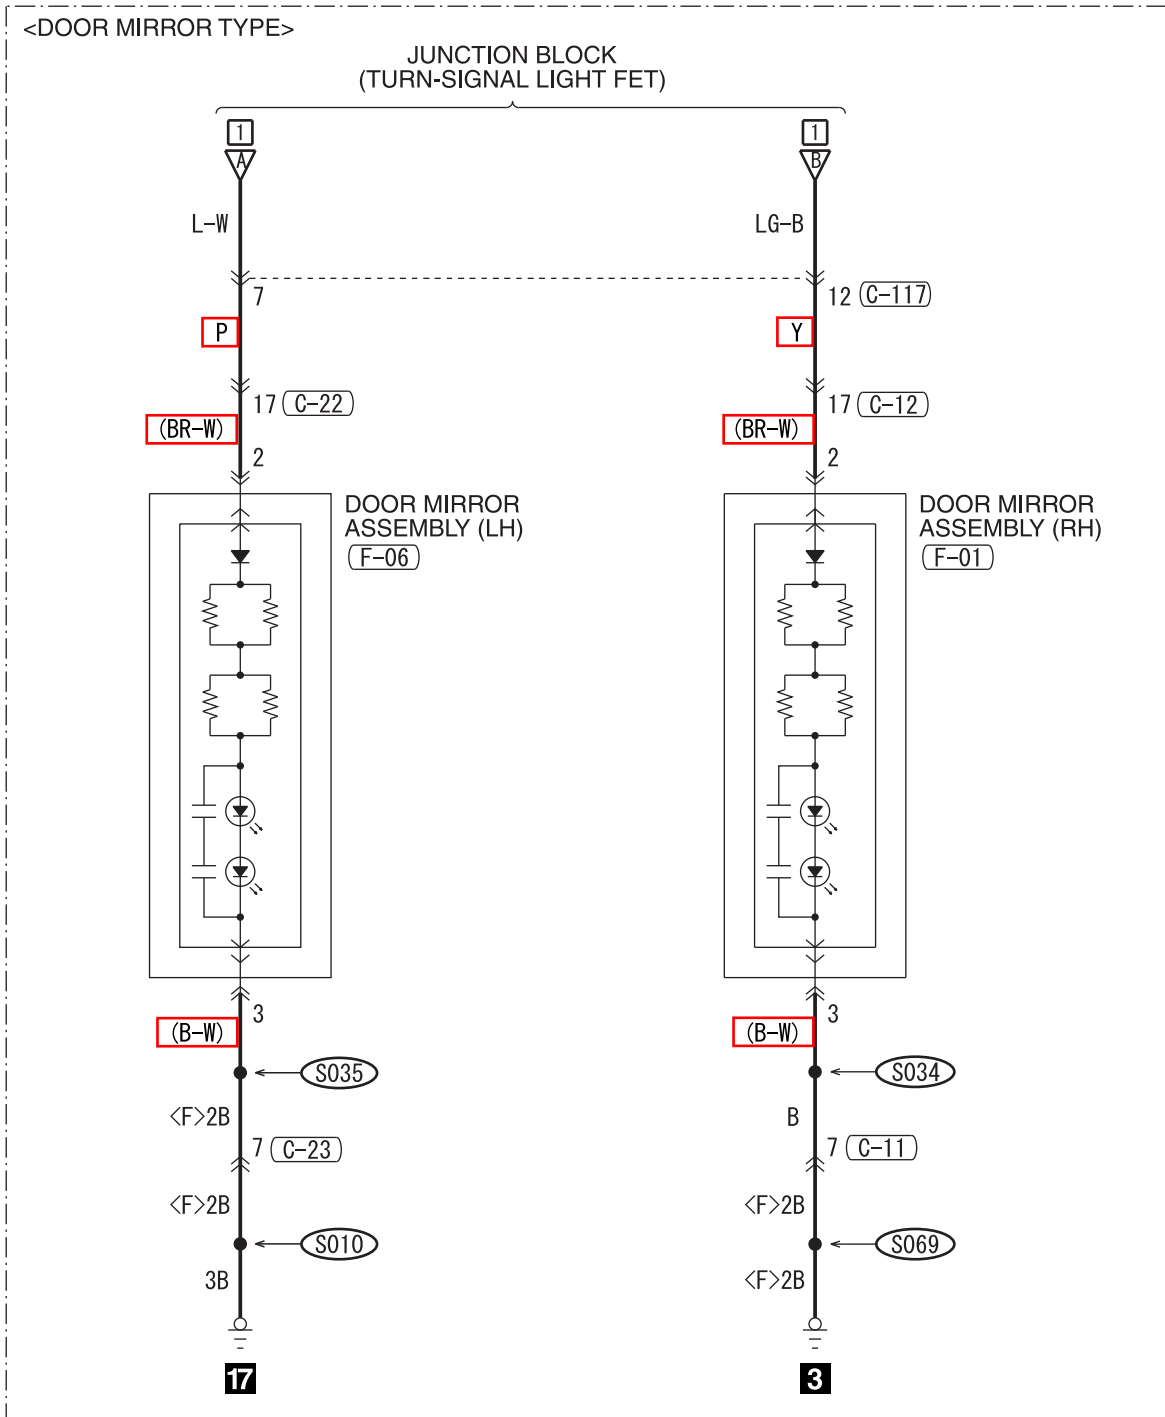 <DOOR MIRROR TYPE>
JUNCTION BLOCK
(TURN-SIGNAL LIGHT FET)
1 1
A B
L-W LG-B
7 12 C-117
P Y
17 C-22 17 C-12
(BR-W) (BR-W)
2 2
DOOR MIRROR DOOR MIRROR
ASSEMBLY (LH) ASSEMBLY (RH)
F-06 F-01
3 3
(B-W) (B-W)
S035 S034
<F>2B B
7 C-23 7 C-11
<F>2B <F>2B
S010 S069
3B <F>2B
17 3